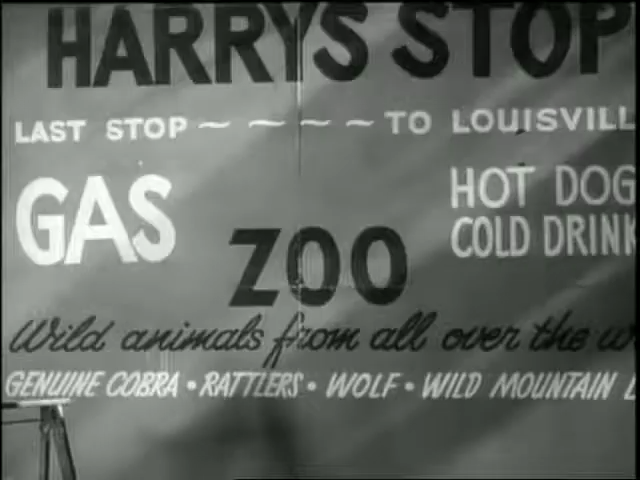 HARRYS STOP
LAST STOP ~ ~ ~ ~ ~ TO LOUISVILL
GAS
HOT DOG
COLD DRINK
ZOO
Wild animals from all over the w
GENUINE COBRA • RATTLERS • WOLF • WILD MOUNTAIN L